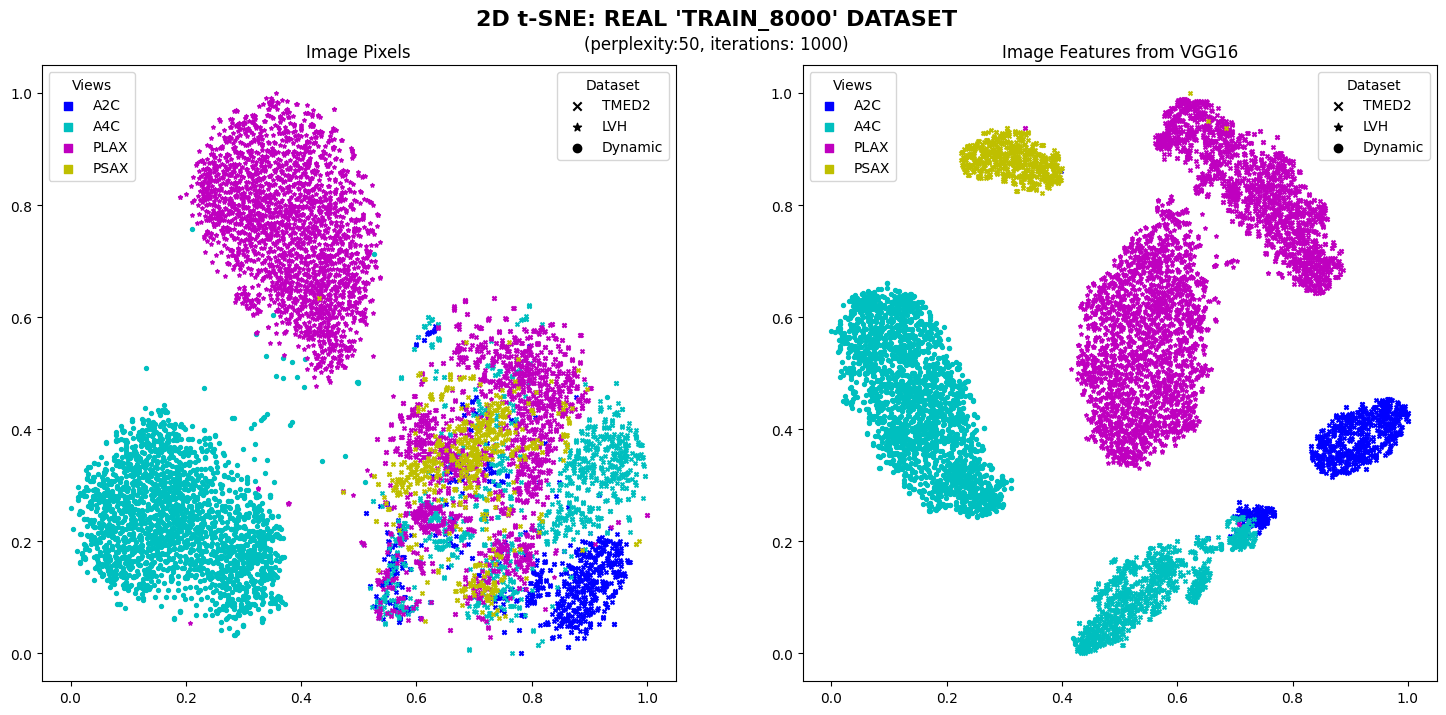 2D t-SNE: REAL 'TRAIN_8000' DATASET
(perplexity:50, iterations: 1000)
Image Pixels
Views
A2C
A4C
PLAX
PSAX
Dataset
TMED2
LVH
Dynamic
1.0
0.8
0.6
0.4
0.2
0.0
0.0 0.2 0.4 0.6 0.8 1.0
Image Features from VGG16
Views
A2C
A4C
PLAX
PSAX
Dataset
TMED2
LVH
Dynamic
1.0
0.8
0.6
0.4
0.2
0.0
0.0 0.2 0.4 0.6 0.8 1.0